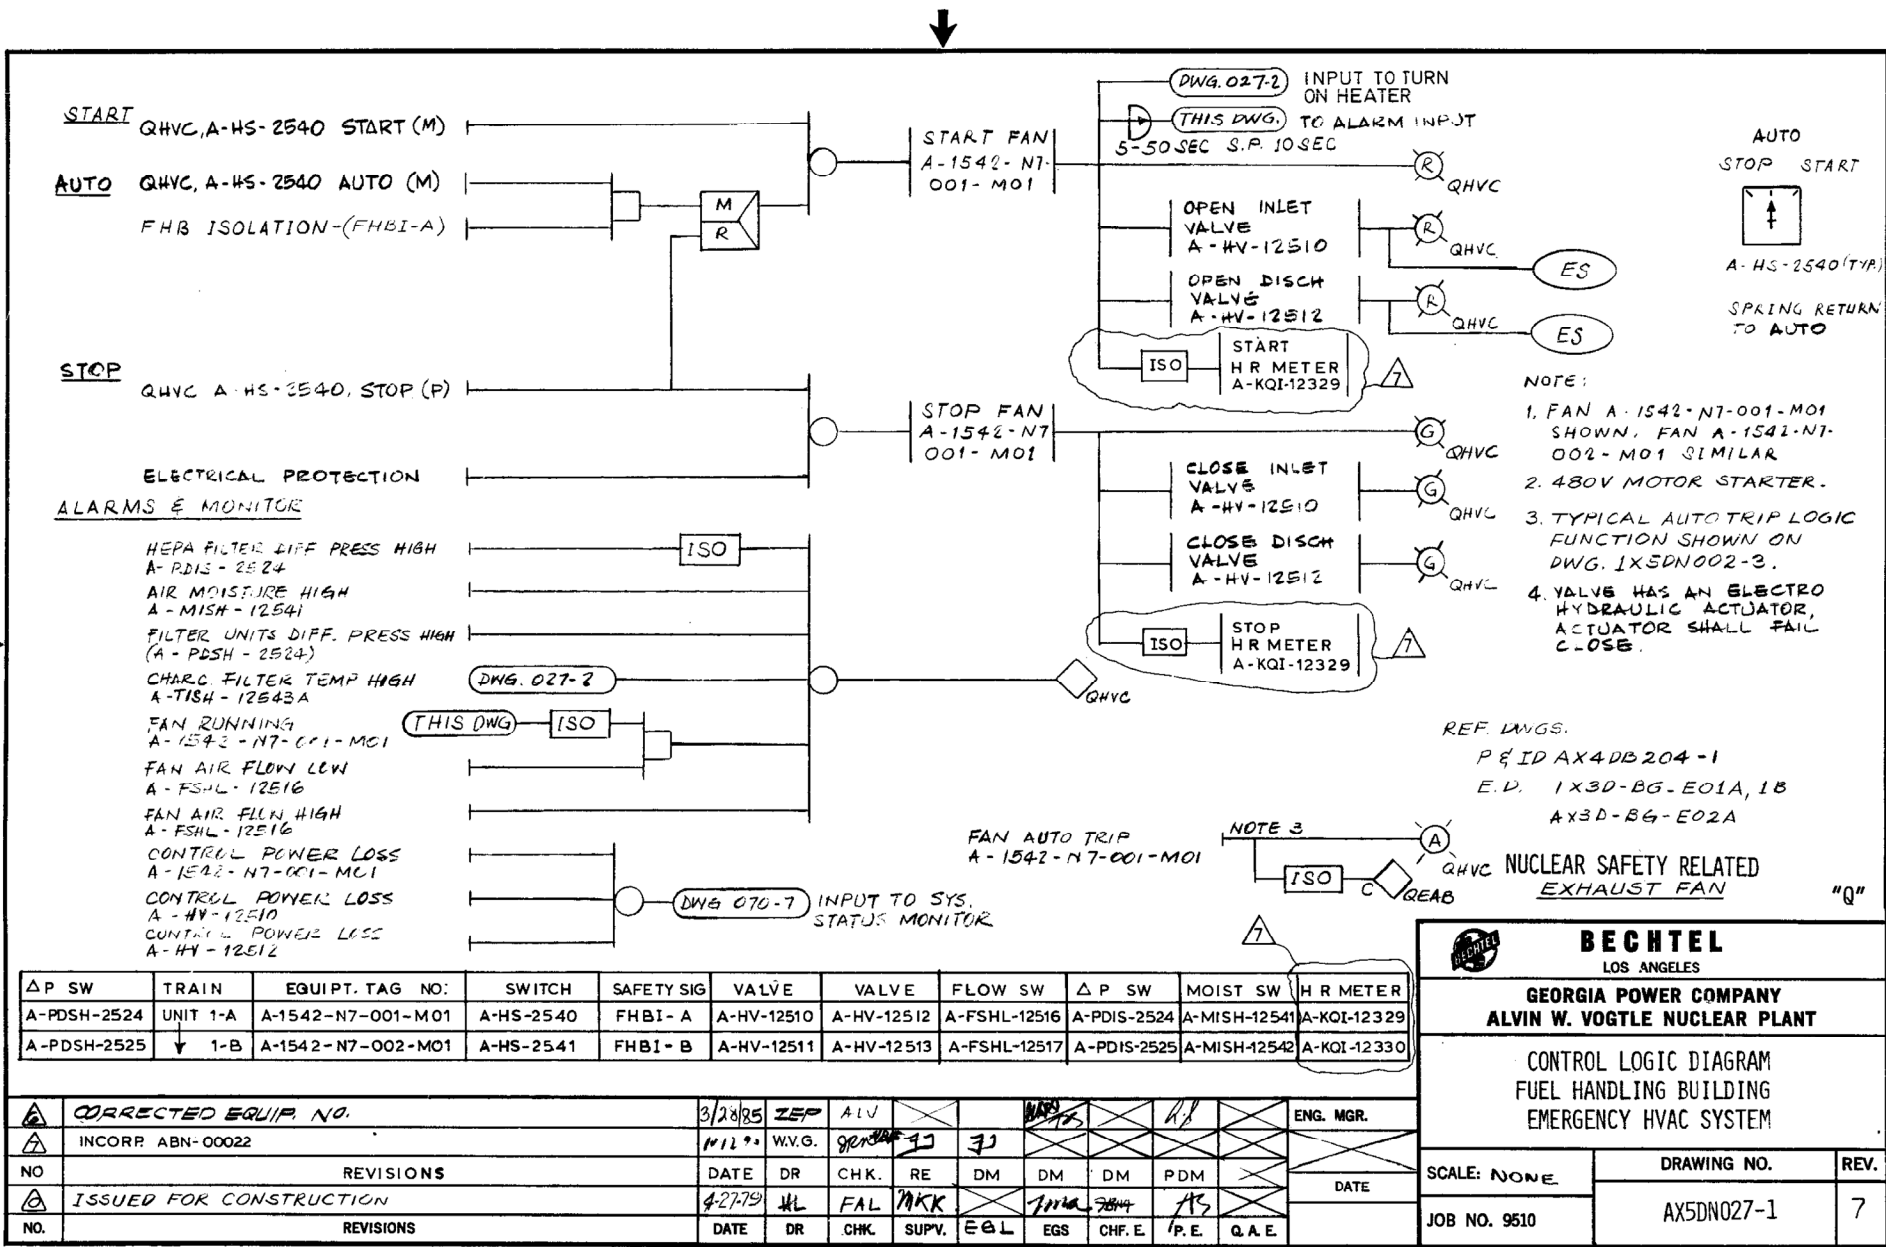 START
QHVC, A-HS-2540 START (M)
AUTO
QHVC, A-HS-2540 AUTO (M)
FHB ISOLATION-(FHBI-A)
M
R
STOP
QHVC A-HS-2540, STOP (P)
ELECTRICAL PROTECTION
ALARMS & MONITOR
HEPA FILTER DIFF PRESS HIGH
A-PDIS-2524
ISO
AIR MOISTURE HIGH
A-MISH-12541
FILTER UNITS DIFF. PRESS HIGH
(A-PDSH-2524)
CHARC. FILTER TEMP HIGH
A-TISH-12543A
DWG. 027-2
FAN RUNNING
A-1542-N7-001-M01
THIS DWG
ISO
FAN AIR FLOW LOW
A-FSHL-12516
FAN AIR FLOW HIGH
A-FSHL-12516
CONTROL POWER LOSS
A-1542-N7-001-M01
CONTROL POWER LOSS
A-HV-12510
CONTROL POWER LOSS
A-HV-12512
DWG 070-7
INPUT TO SYS.
STATUS MONITOR
QHVC
START FAN
A-1542-N7-
001-M01
STOP FAN
A-1542-N7
001-M01
DWG. 027-2
INPUT TO TURN
ON HEATER
THIS DWG.
TO ALARM INPUT
5-50 SEC S.P. 10 SEC
R
QHVC
OPEN INLET
VALVE
A-HV-12510
R
QHVC
ES
OPEN DISCH
VALVE
A-HV-12512
R
QHVC
ES
ISO
START
HR METER
A-KQI-12329
7
G
QHVC
CLOSE INLET
VALVE
A-HV-12510
G
QHVC
CLOSE DISCH
VALVE
A-HV-12512
G
QHVC
ISO
STOP
HR METER
A-KQI-12329
7
AUTO
STOP START
A-HS-2540 (TYP.)
SPRING RETURN
TO AUTO
NOTE:
1. FAN A-1542-N7-001-M01
SHOWN. FAN A-1542-N7-
002-M01 SIMILAR
2. 480V MOTOR STARTER.
3. TYPICAL AUTO TRIP LOGIC
FUNCTION SHOWN ON
DWG. 1X5DN002-3.
4. VALVE HAS AN ELECTRO
HYDRAULIC ACTUATOR,
ACTUATOR SHALL FAIL
CLOSE.
REF. DWGS.
P & ID AX4DB204-1
E.D. 1X3D-BG-E01A, 1B
AX3D-BG-E02A
FAN AUTO TRIP
A-1542-N7-001-M01
NOTE 3
A
QHVC
ISO
C
QEAB
NUCLEAR SAFETY RELATED
EXHAUST FAN
"Q"
7
△P SW TRAIN EQUIPT. TAG NO: SWITCH SAFETY SIG VALVE VALVE FLOW SW △P SW MOIST SW HR METER
A-PDSH-2524 UNIT 1-A A-1542-N7-001-M01 A-HS-2540 FHBI-A A-HV-12510 A-HV-12512 A-FSHL-12516 A-PDIS-2524 A-MISH-12541 A-KQI-12329
A-PDSH-2525 1-B A-1542-N7-002-M01 A-HS-2541 FHBI-B A-HV-12511 A-HV-12513 A-FSHL-12517 A-PDIS-2525 A-MISH-12542 A-KQI-12330
6 CORRECTED EQUIP. NO. 3/28/85 ZEP ENG. MGR.
7 INCORP. ABN-00022 W.V.G.
NO REVISIONS DATE DR CHK. RE DM DM DM PDM DATE
0 ISSUED FOR CONSTRUCTION 4-27-79 HL FAL MKK
NO. REVISIONS DATE DR CHK. SUPV. EGL EGS CHF. E. P.E. Q.A.E.
BECHTEL
BECHTEL
LOS ANGELES
GEORGIA POWER COMPANY
ALVIN W. VOGTLE NUCLEAR PLANT
CONTROL LOGIC DIAGRAM
FUEL HANDLING BUILDING
EMERGENCY HVAC SYSTEM
SCALE: NONE
DRAWING NO.
REV.
JOB NO. 9510
AX5DN027-1
7